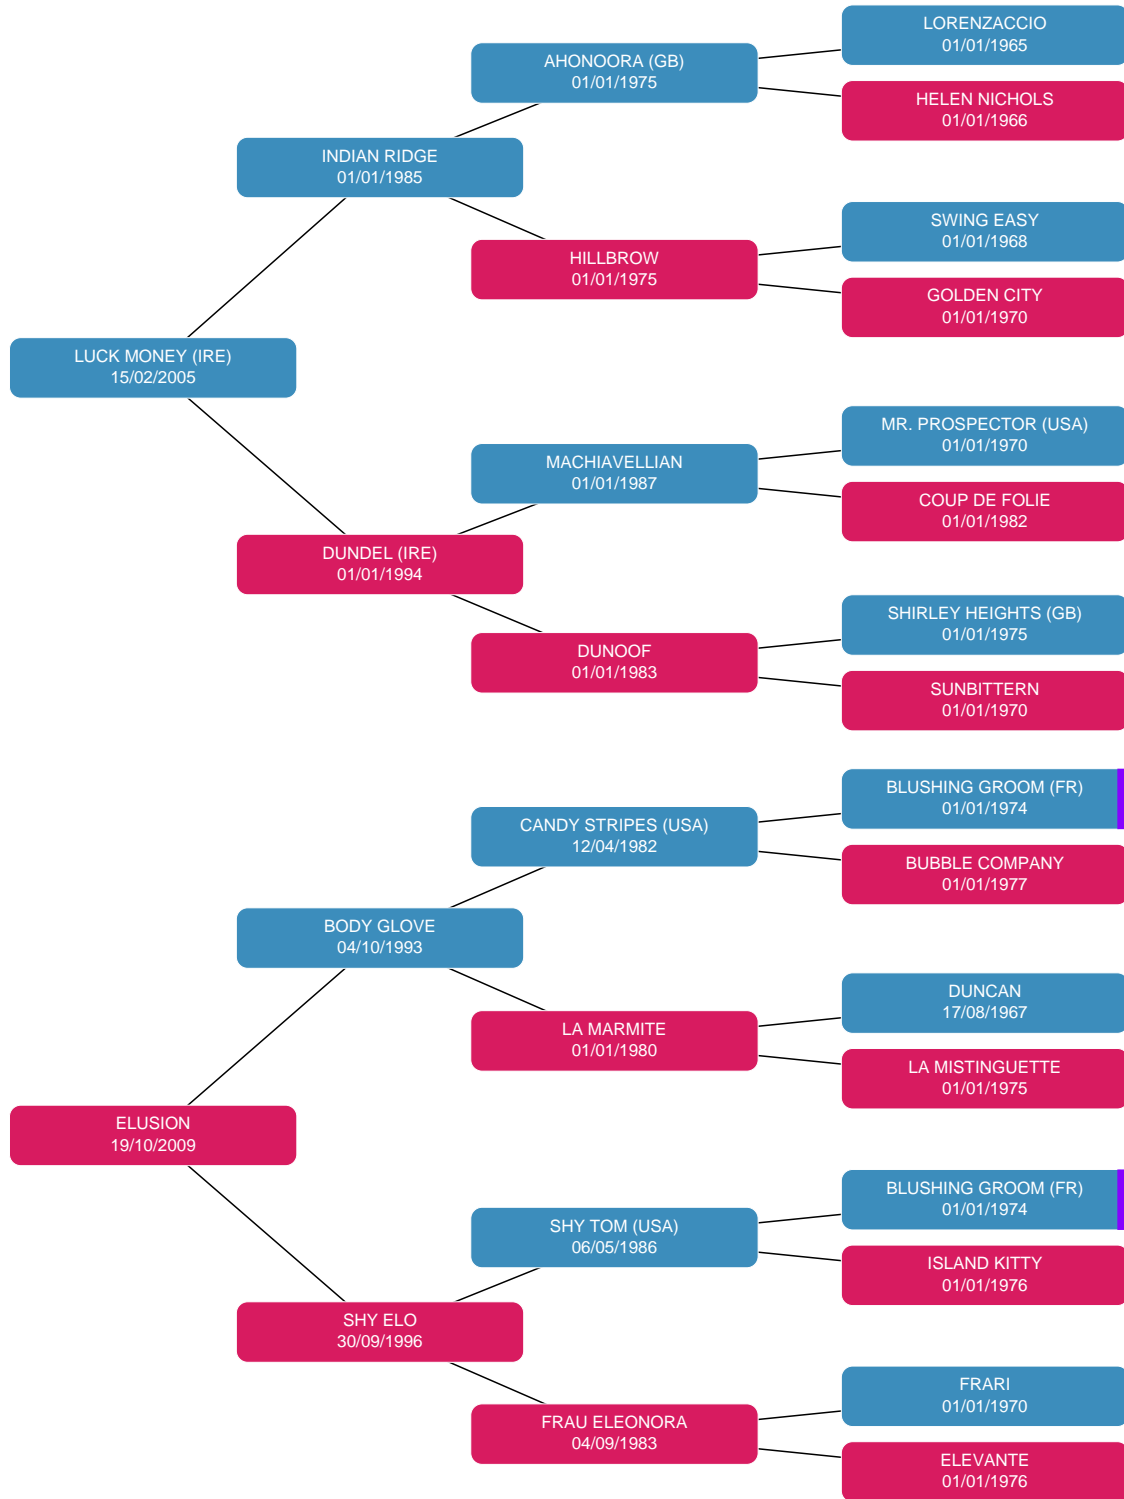 LORENZACCIO
01/01/1965
AHONOORA (GB)
01/01/1975
HELEN NICHOLS
01/01/1966
INDIAN RIDGE
01/01/1985
SWING EASY
01/01/1968
HILLBROW
01/01/1975
GOLDEN CITY
01/01/1970
LUCK MONEY (IRE)
15/02/2005
MR. PROSPECTOR (USA)
01/01/1970
MACHIAVELLIAN
01/01/1987
COUP DE FOLIE
01/01/1982
DUNDEL (IRE)
01/01/1994
SHIRLEY HEIGHTS (GB)
01/01/1975
DUNOOF
01/01/1983
SUNBITTERN
01/01/1970
BLUSHING GROOM (FR)
01/01/1974
CANDY STRIPES (USA)
12/04/1982
BUBBLE COMPANY
01/01/1977
BODY GLOVE
04/10/1993
DUNCAN
17/08/1967
LA MARMITE
01/01/1980
LA MISTINGUETTE
01/01/1975
ELUSION
19/10/2009
BLUSHING GROOM (FR)
01/01/1974
SHY TOM (USA)
06/05/1986
ISLAND KITTY
01/01/1976
SHY ELO
30/09/1996
FRARI
01/01/1970
FRAU ELEONORA
04/09/1983
ELEVANTE
01/01/1976